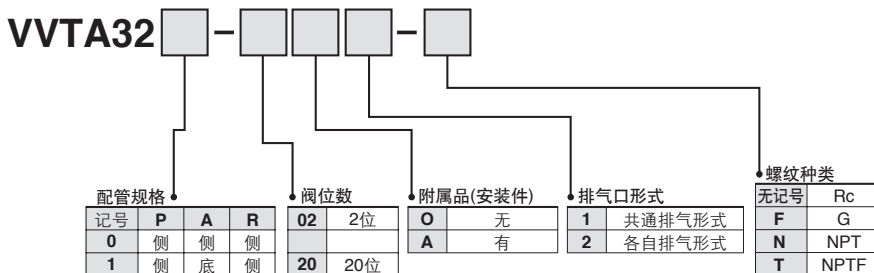 VVTA32 - -
配管规格
记号 P A R
0 侧 侧 侧
1 侧 底 侧
阀位数
02 2位
20 20位
附属品(安装件)
O 无
A 有
排气口形式
1 共通排气形式
2 各自排气形式
螺纹种类
无记号 Rc
F G
N NPT
T NPTF